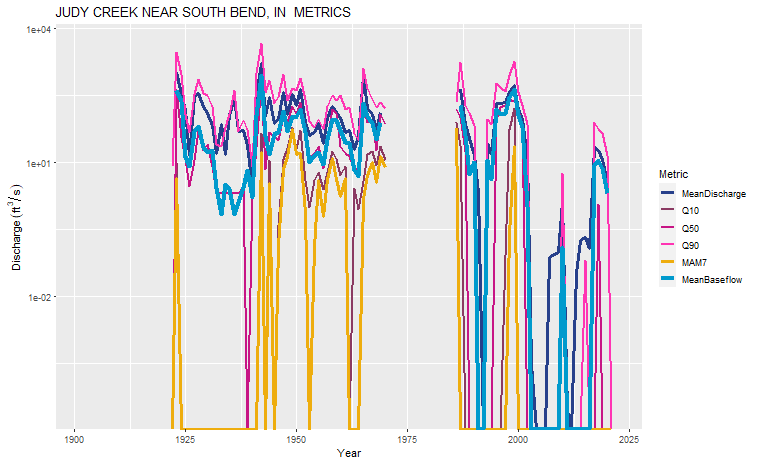 JUDY CREEK NEAR SOUTH BEND, IN  METRICS
1e+04
1e+01
1e-02
Discharge (ft³/s)
1900
1925
1950
1975
2000
2025
Year
Metric
MeanDischarge
Q10
Q50
Q90
MAM7
MeanBaseflow